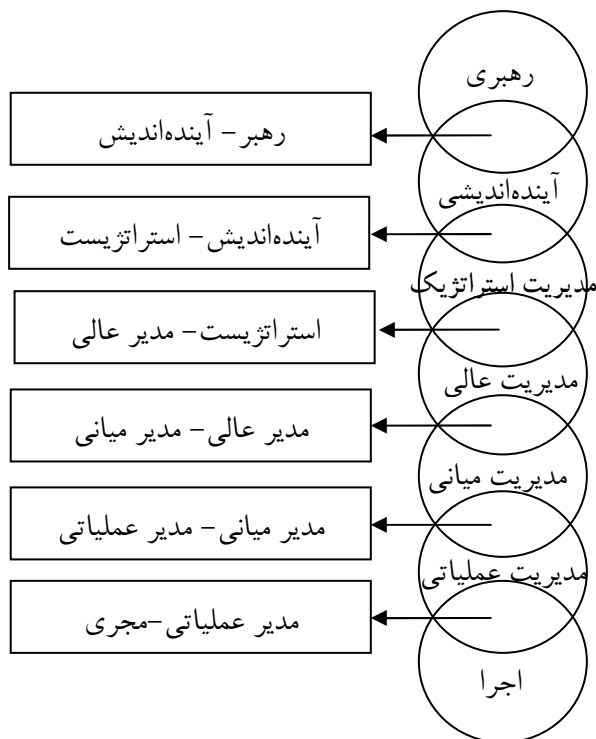 رهبری
رهبر – آینده‌اندیش
آینده‌اندیشی
آینده‌اندیش – استراتژیست
مدیریت استراتژیک
استراتژیست – مدیر عالی
مدیریت عالی
مدیر عالی – مدیر میانی
مدیریت میانی
مدیر میانی – مدیر عملیاتی
مدیریت عملیاتی
مدیر عملیاتی–مجری
اجرا